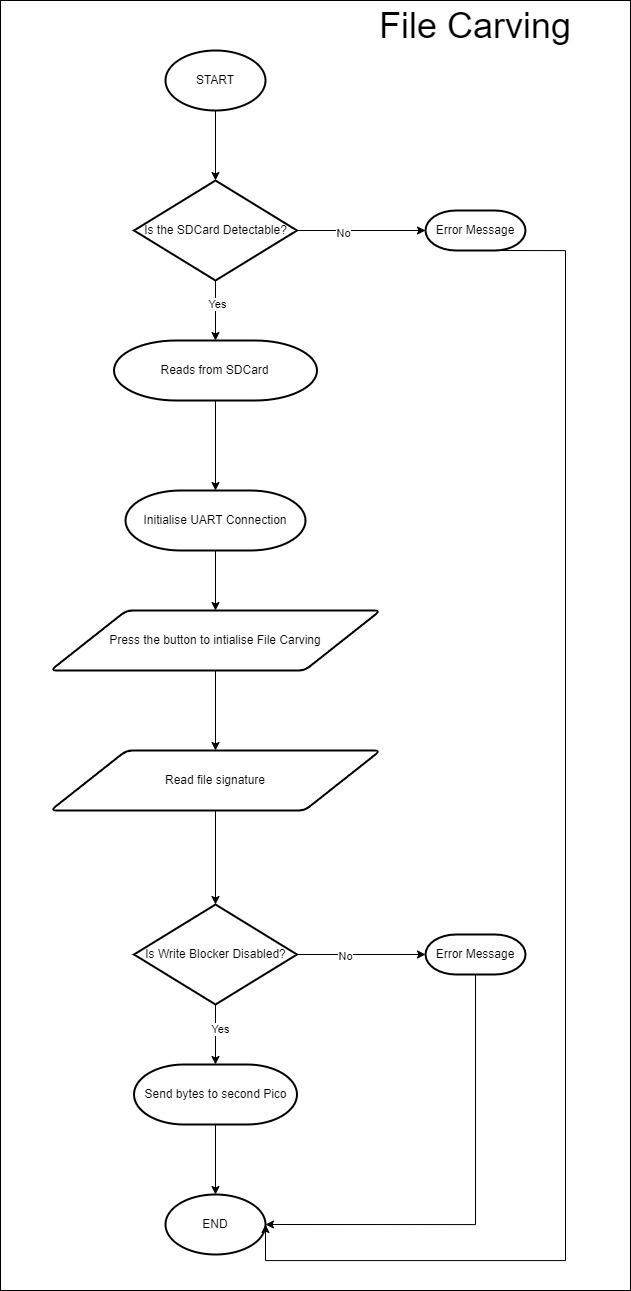 File Carving
START
Is the SDCard Detectable?
No
Error Message
Yes
Reads from SDCard
Initialise UART Connection
Press the button to intialise File Carving
Read file signature
Is Write Blocker Disabled?
No
Error Message
Yes
Send bytes to second Pico
END